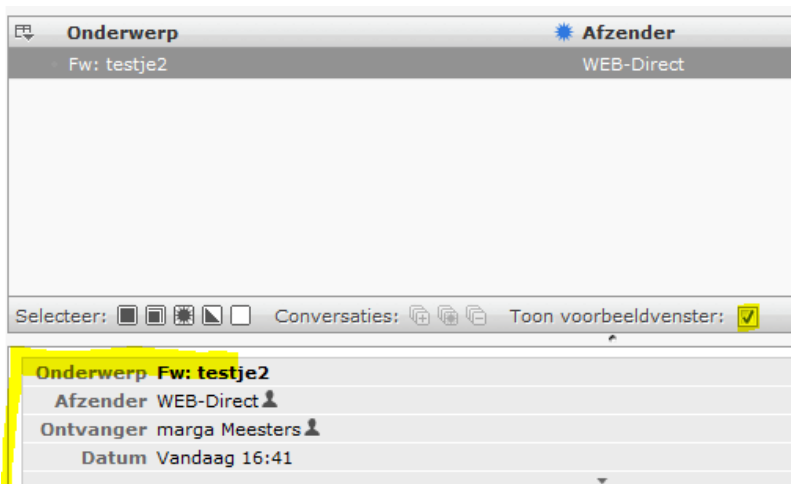 Onderwerp Afzender
Fw: testje2 WEB-Direct
Selecteer: Conversaties: Toon voorbeeldvenster:
Onderwerp Fw: testje2
Afzender WEB-Direct
Ontvanger marga Meesters
Datum Vandaag 16:41